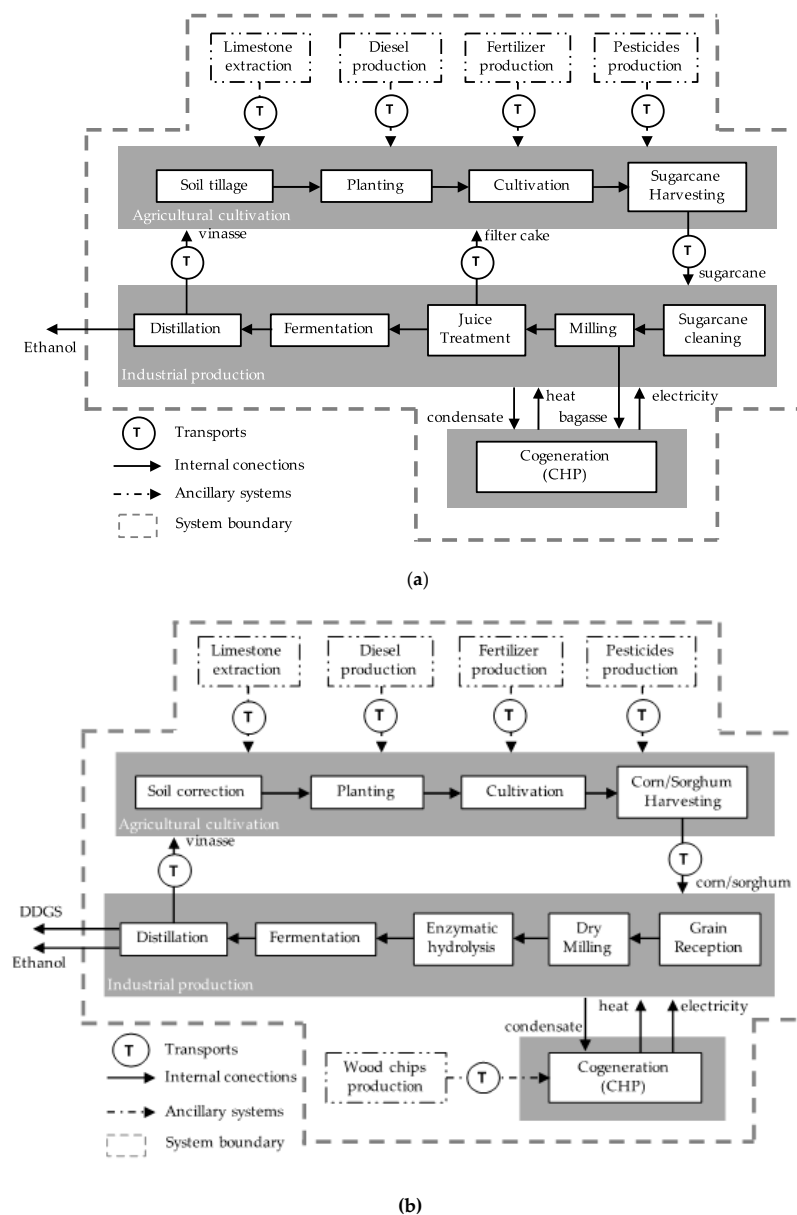 Limestone
extraction
Diesel
production
Fertilizer
production
Pesticides
production
T
T
T
T
Soil tillage
Planting
Cultivation
Sugarcane
Harvesting
Agricultural cultivation
vinasse
filter cake
T
T
T
sugarcane
Distillation
Fermentation
Juice
Treatment
Milling
Sugarcane
cleaning
Ethanol
Industrial production
condensate
heat
bagasse
electricity
Cogeneration
(CHP)
T
Transports
Internal conections
Ancillary systems
System boundary
(a)
Limestone
extraction
Diesel
production
Fertilizer
production
Pesticides
production
T
T
T
T
Soil correction
Planting
Cultivation
Corn/Sorghum
Harvesting
Agricultural cultivation
vinasse
T
T
corn/sorghum
DDGS
Ethanol
Distillation
Fermentation
Enzymatic
hydrolysis
Dry
Milling
Grain
Reception
Industrial production
condensate
heat
electricity
Wood chips
production
T
Cogeneration
(CHP)
T
Transports
Internal conections
Ancillary systems
System boundary
(b)